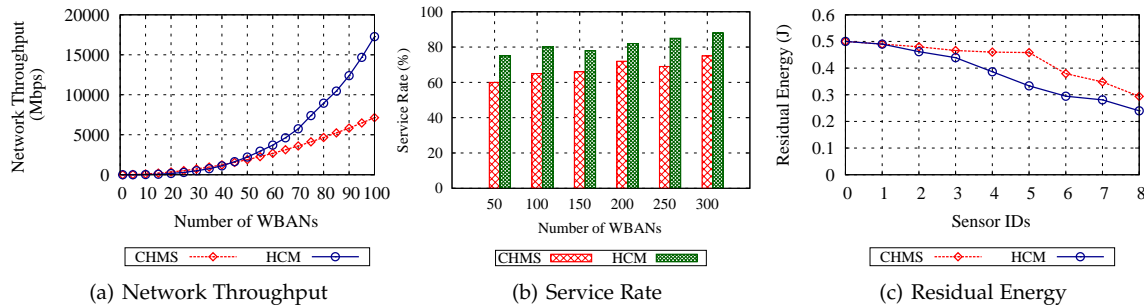 20000
15000
10000
5000
0
0 10 20 30 40 50 60 70 80 90 100
Network Throughput
(Mbps)
Number of WBANs
CHMS HCM
(a) Network Throughput
100
80
60
40
20
0
50 100 150 200 250 300
Service Rate (%)
Number of WBANs
CHMS HCM
(b) Service Rate
0.6
0.5
0.4
0.3
0.2
0.1
0
0 1 2 3 4 5 6 7 8
Residual Energy (J)
Sensor IDs
CHMS HCM
(c) Residual Energy